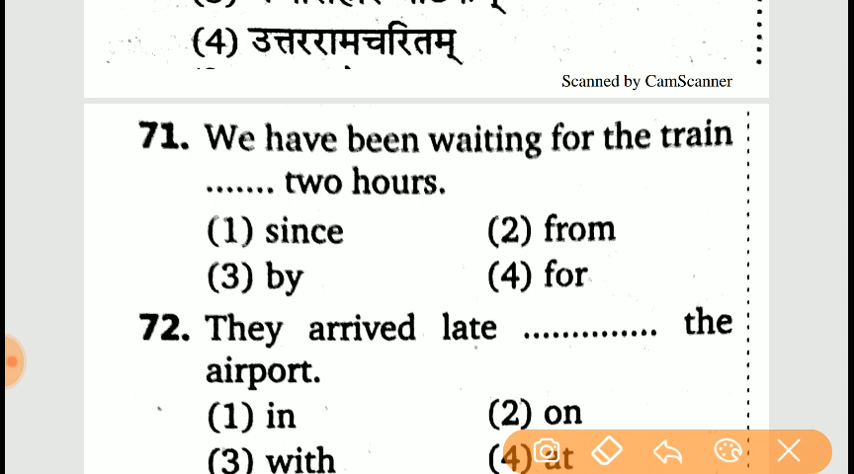 (4) उत्तररामचरितम्
Scanned by CamScanner
71. We have been waiting for the train
....... two hours.
(1) since (2) from
(3) by (4) for
72. They arrived late .............. the
airport.
(1) in (2) on
(3) with (4) at